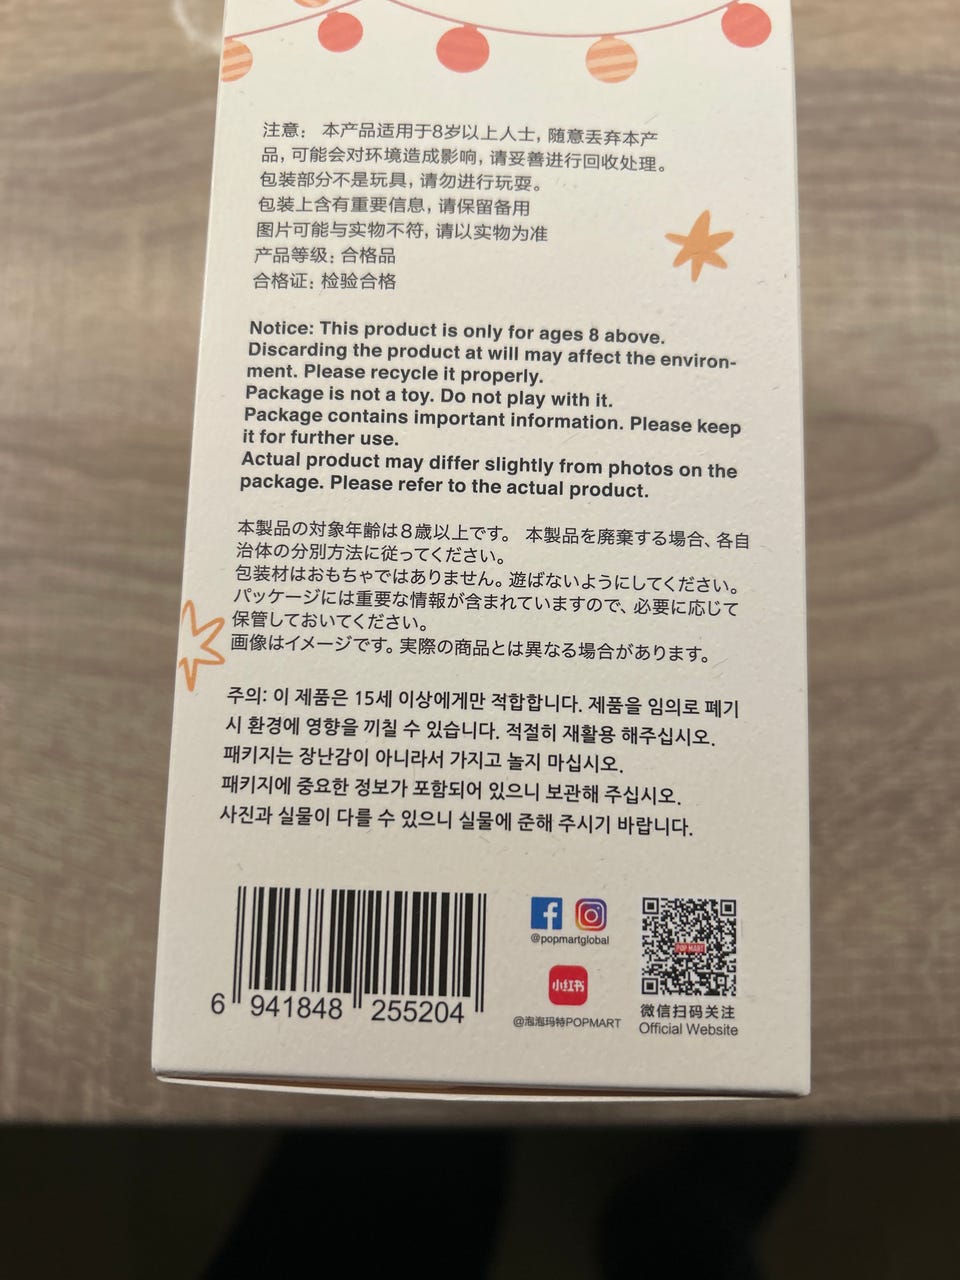 注意： 本产品适用于8岁以上人士，随意丢弃本产
品，可能会对环境造成影响，请妥善进行回收处理。
包装部分不是玩具，请勿进行玩耍。
包装上含有重要信息，请保留备用
图片可能与实物不符，请以实物为准
产品等级：合格品
合格证：检验合格
Notice: This product is only for ages 8 above.
Discarding the product at will may affect the environ-
ment. Please recycle it properly.
Package is not a toy. Do not play with it.
Package contains important information. Please keep
it for further use.
Actual product may differ slightly from photos on the
package. Please refer to the actual product.
本製品の対象年齢は8歳以上です。 本製品を廃棄する場合、各自
治体の分別方法に従ってください。
包装材はおもちゃではありません。遊ばないようにしてください。
パッケージには重要な情報が含まれていますので、必要に応じて
保管しておいてください。
画像はイメージです。実際の商品とは異なる場合があります。
주의: 이 제품은 15세 이상에게만 적합합니다. 제품을 임의로 폐기
시 환경에 영향을 끼칠 수 있습니다. 적절히 재활용 해주십시오.
패키지는 장난감이 아니라서 가지고 놀지 마십시오.
패키지에 중요한 정보가 포함되어 있으니 보관해 주십시오.
사진과 실물이 다를 수 있으니 실물에 준해 주시기 바랍니다.
6 941848 255204
@popmartglobal
小红书
@泡泡玛特POPMART
POP MART
微信扫码关注
Official Website